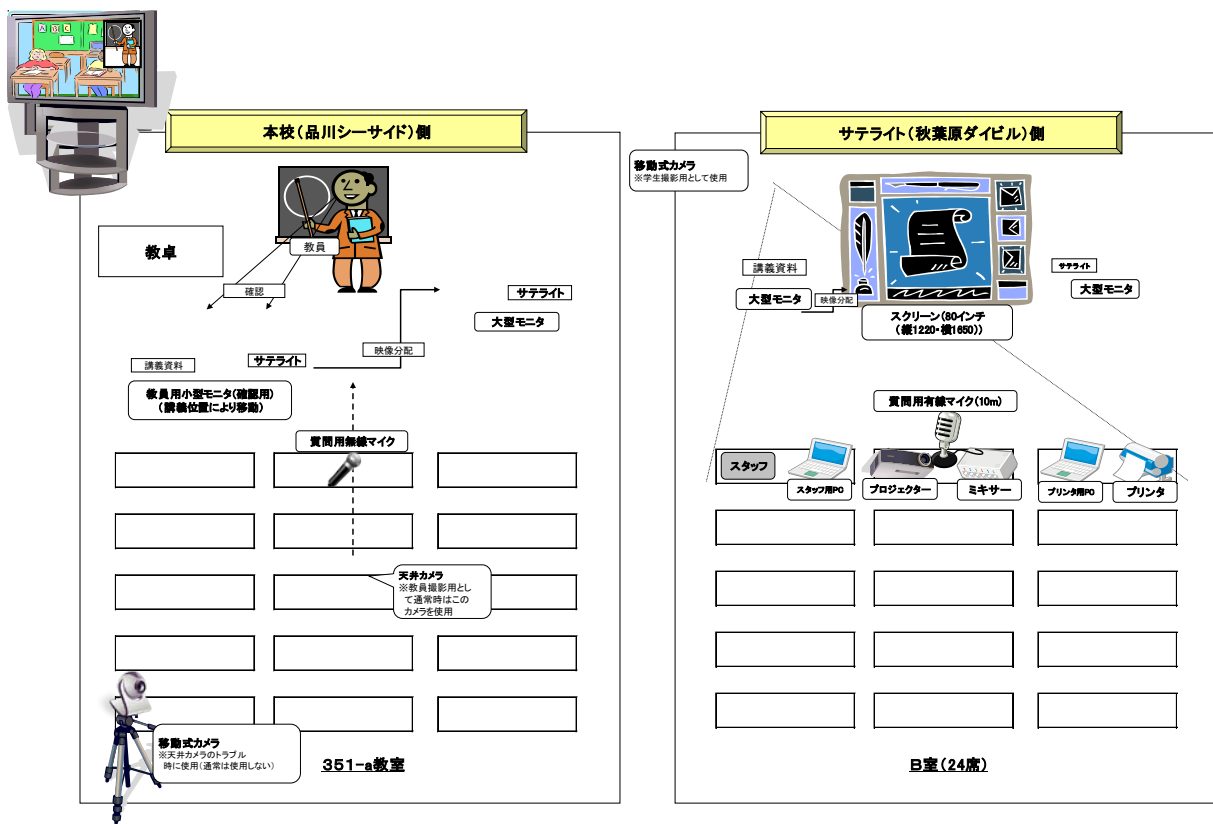 本校(品川シーサイド)側
教卓
教員
確認
サテライト
大型モニタ
映像分配
講義資料
サテライト
教員用小型モニタ(確認用)
(講義位置により移動)
質問用無線マイク
天井カメラ
※教員撮影用とし
て通常時はこの
カメラを使用
移動式カメラ
※天井カメラのトラブル
時に使用(通常は使用しない)
351-a教室
サテライト(秋葉原ダイビル)側
移動式カメラ
※学生撮影用として使用
講義資料
大型モニタ
映像分配
サテライト
大型モニタ
スクリーン(80インチ
(縦1220・横1650))
質問用有線マイク(10m)
スタッフ
スタッフ用PC
プロジェクター
ミキサー
プリンタ用PC
プリンタ
B室(24席)